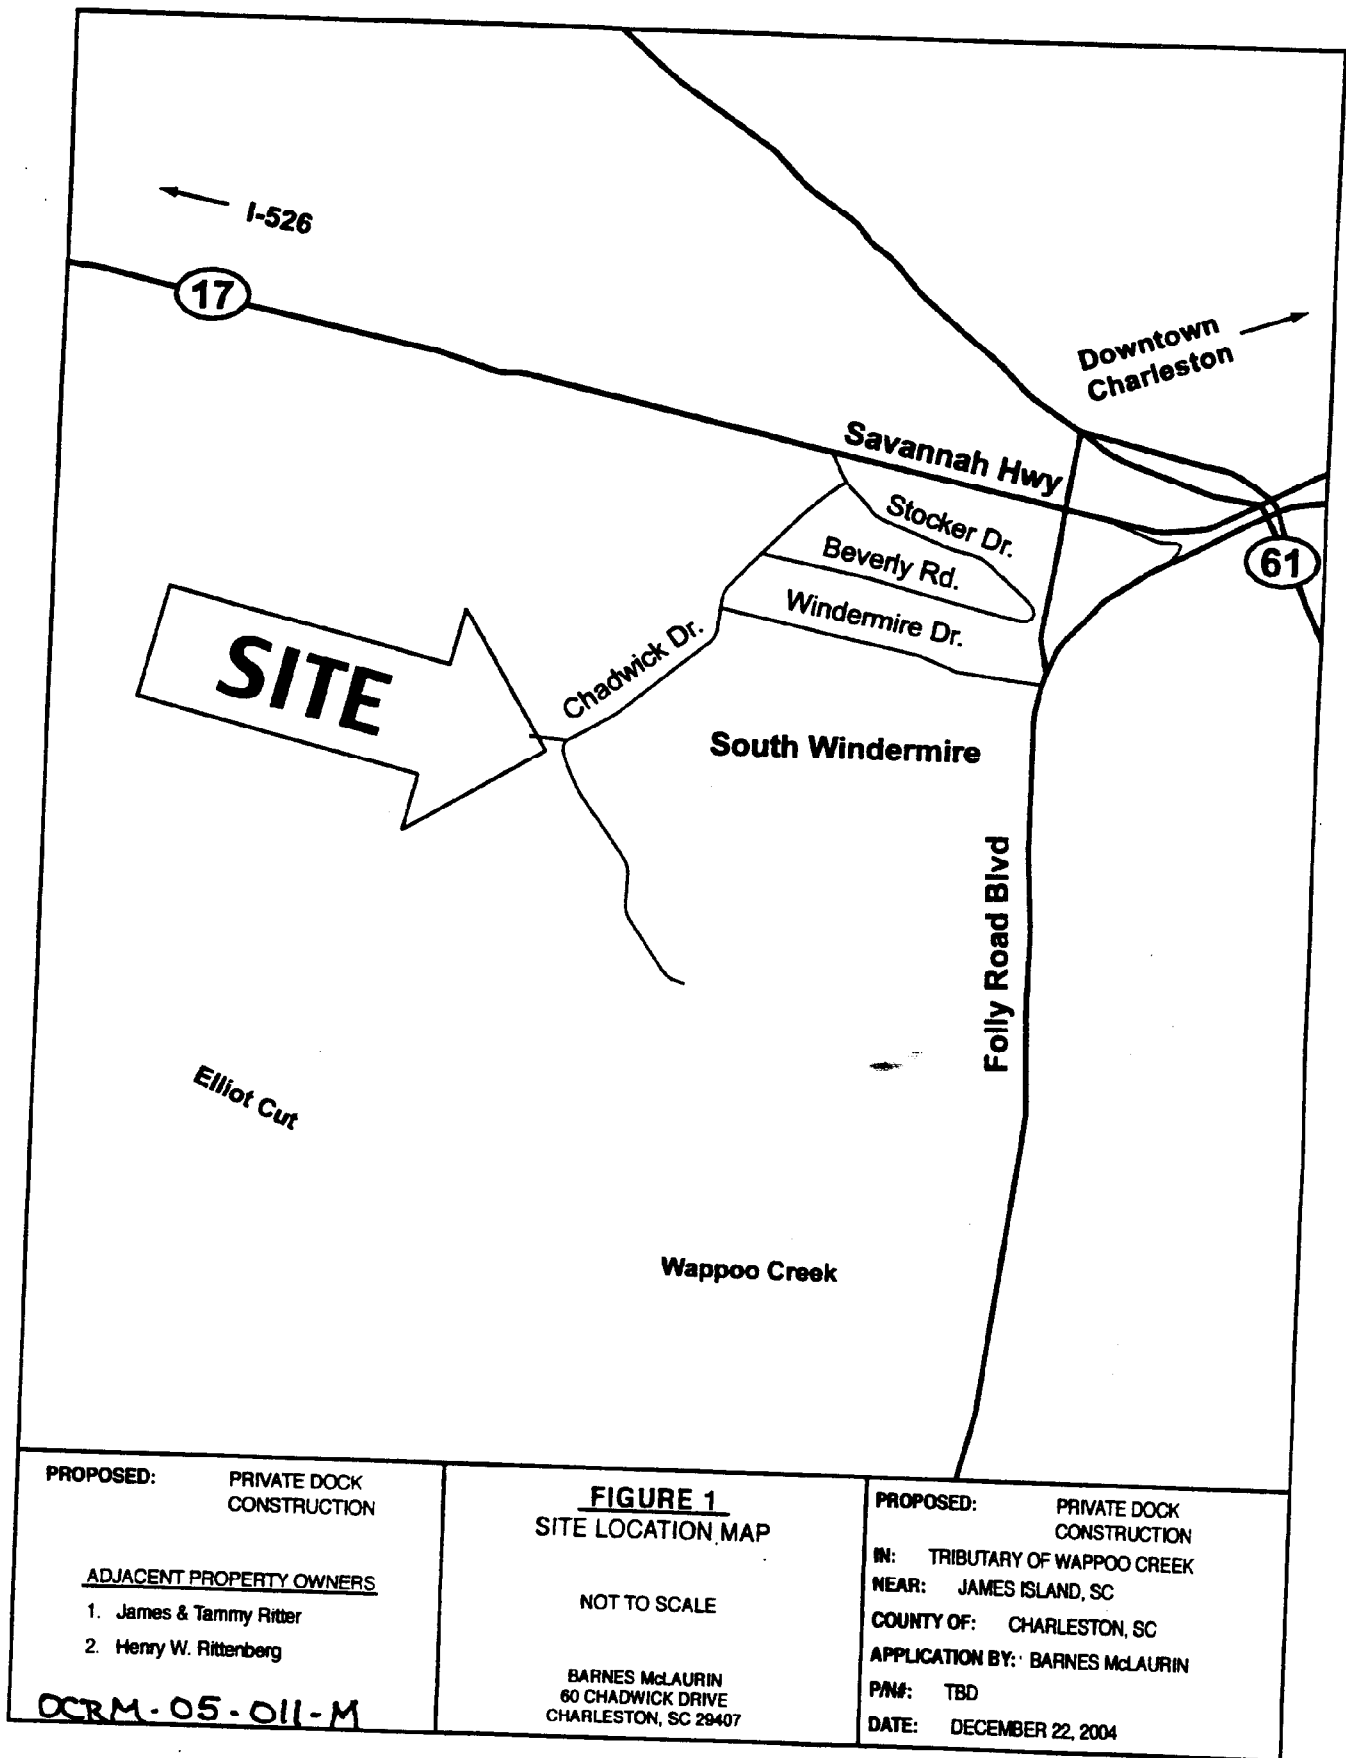 I-526
17
Downtown
Charleston
Savannah Hwy
Stocker Dr.
Beverly Rd.
61
Windermire Dr.
SITE
Chadwick Dr.
South Windermire
Folly Road Blvd
Elliot Cut
Wappoo Creek
PROPOSED: PRIVATE DOCK
CONSTRUCTION
ADJACENT PROPERTY OWNERS
1. James & Tammy Ritter
2. Henry W. Rittenberg
OCRM-05-011-M
FIGURE 1
SITE LOCATION MAP
NOT TO SCALE
BARNES McLAURIN
60 CHADWICK DRIVE
CHARLESTON, SC 29407
PROPOSED: PRIVATE DOCK
CONSTRUCTION
IN: TRIBUTARY OF WAPPOO CREEK
NEAR: JAMES ISLAND, SC
COUNTY OF: CHARLESTON, SC
APPLICATION BY: BARNES McLAURIN
P/N#: TBD
DATE: DECEMBER 22, 2004